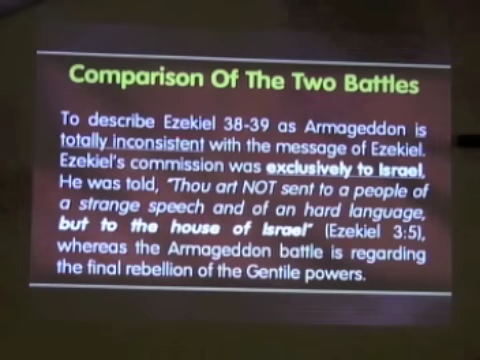 Comparison Of The Two Battles
To describe Ezekiel 38-39 as Armageddon is
totally inconsistent with the message of Ezekiel.
Ezekiel's commission was exclusively to Israel.
He was told, "Thou art NOT sent to a people of
a strange speech and of an hard language,
but to the house of Israel" (Ezekiel 3:5),
whereas the Armageddon battle is regarding
the final rebellion of the Gentile powers.